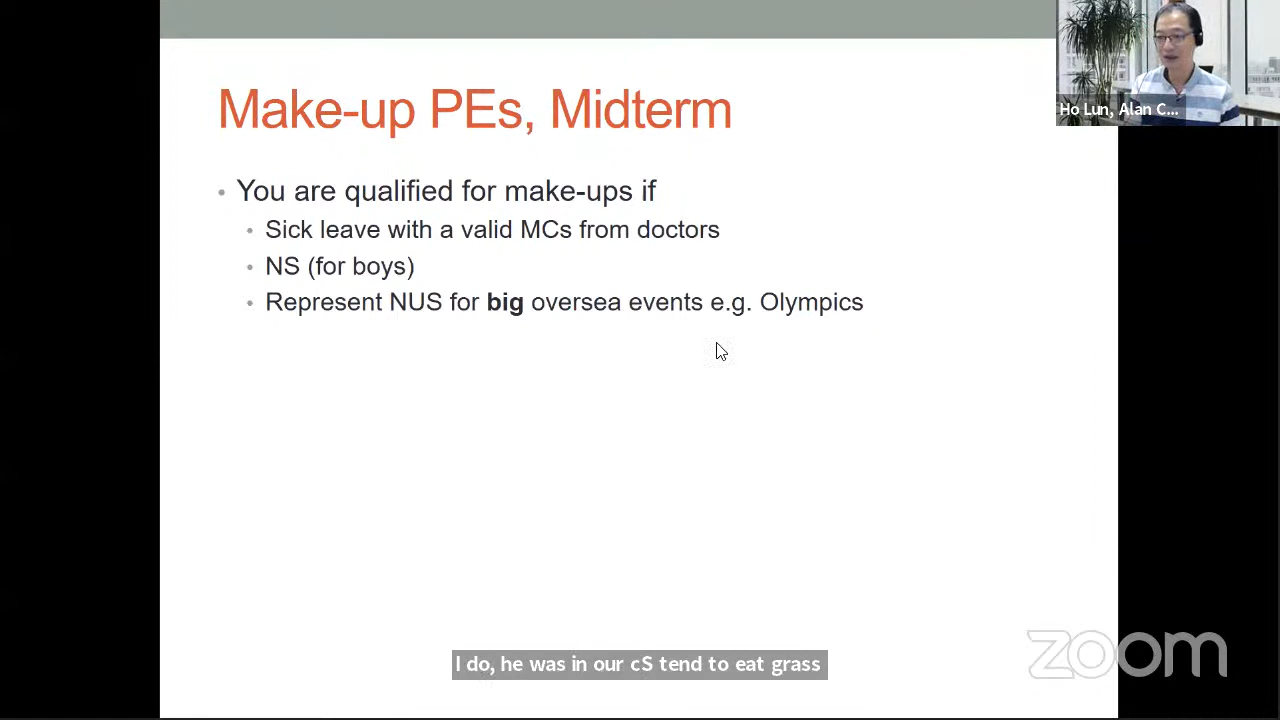 Make-up PEs, Midterm
Ho Lun, Alan C...
• You are qualified for make-ups if
• Sick leave with a valid MCs from doctors
• NS (for boys)
• Represent NUS for big oversea events e.g. Olympics
zoom
I do, he was in our cS tend to eat grass